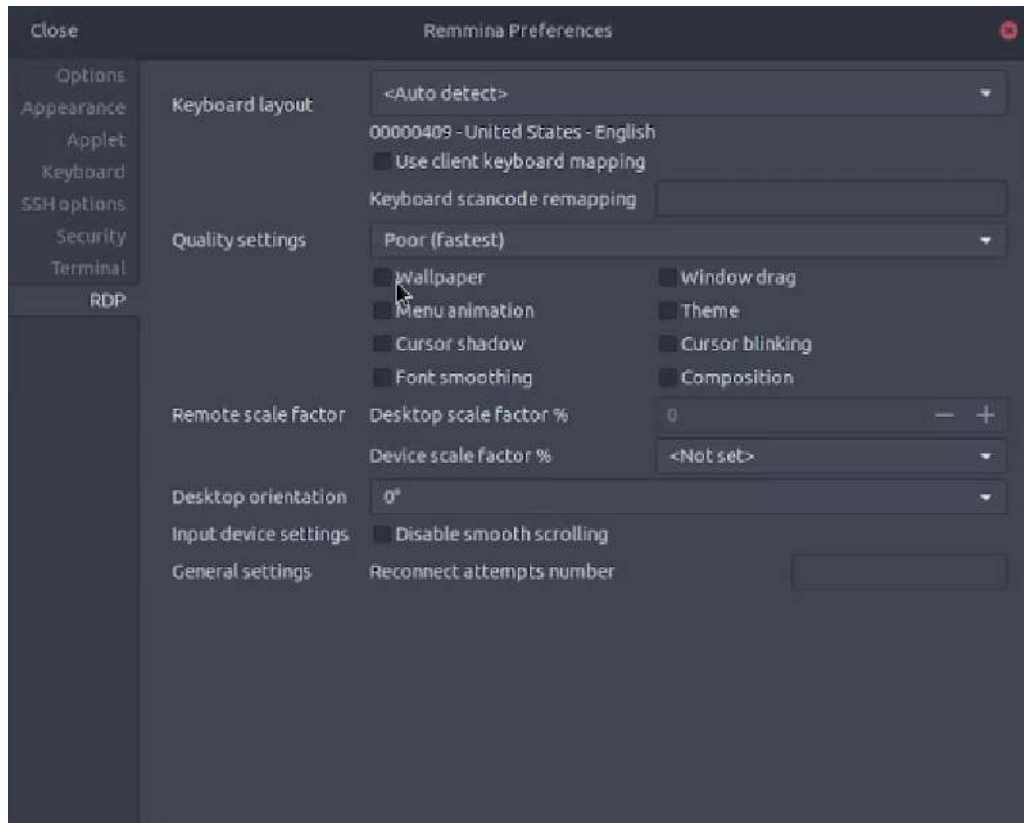 Close Remmina Preferences
Options
Appearance
Applet
Keyboard
SSH options
Security
Terminal
RDP
Keyboard layout <Auto detect>
00000409 - United States - English
Use client keyboard mapping
Keyboard scancode remapping
Quality settings Poor (fastest)
Wallpaper Window drag
Menu animation Theme
Cursor shadow Cursor blinking
Font smoothing Composition
Remote scale factor Desktop scale factor % 0
Device scale factor % <Not set>
Desktop orientation 0°
Input device settings Disable smooth scrolling
General settings Reconnect attempts number